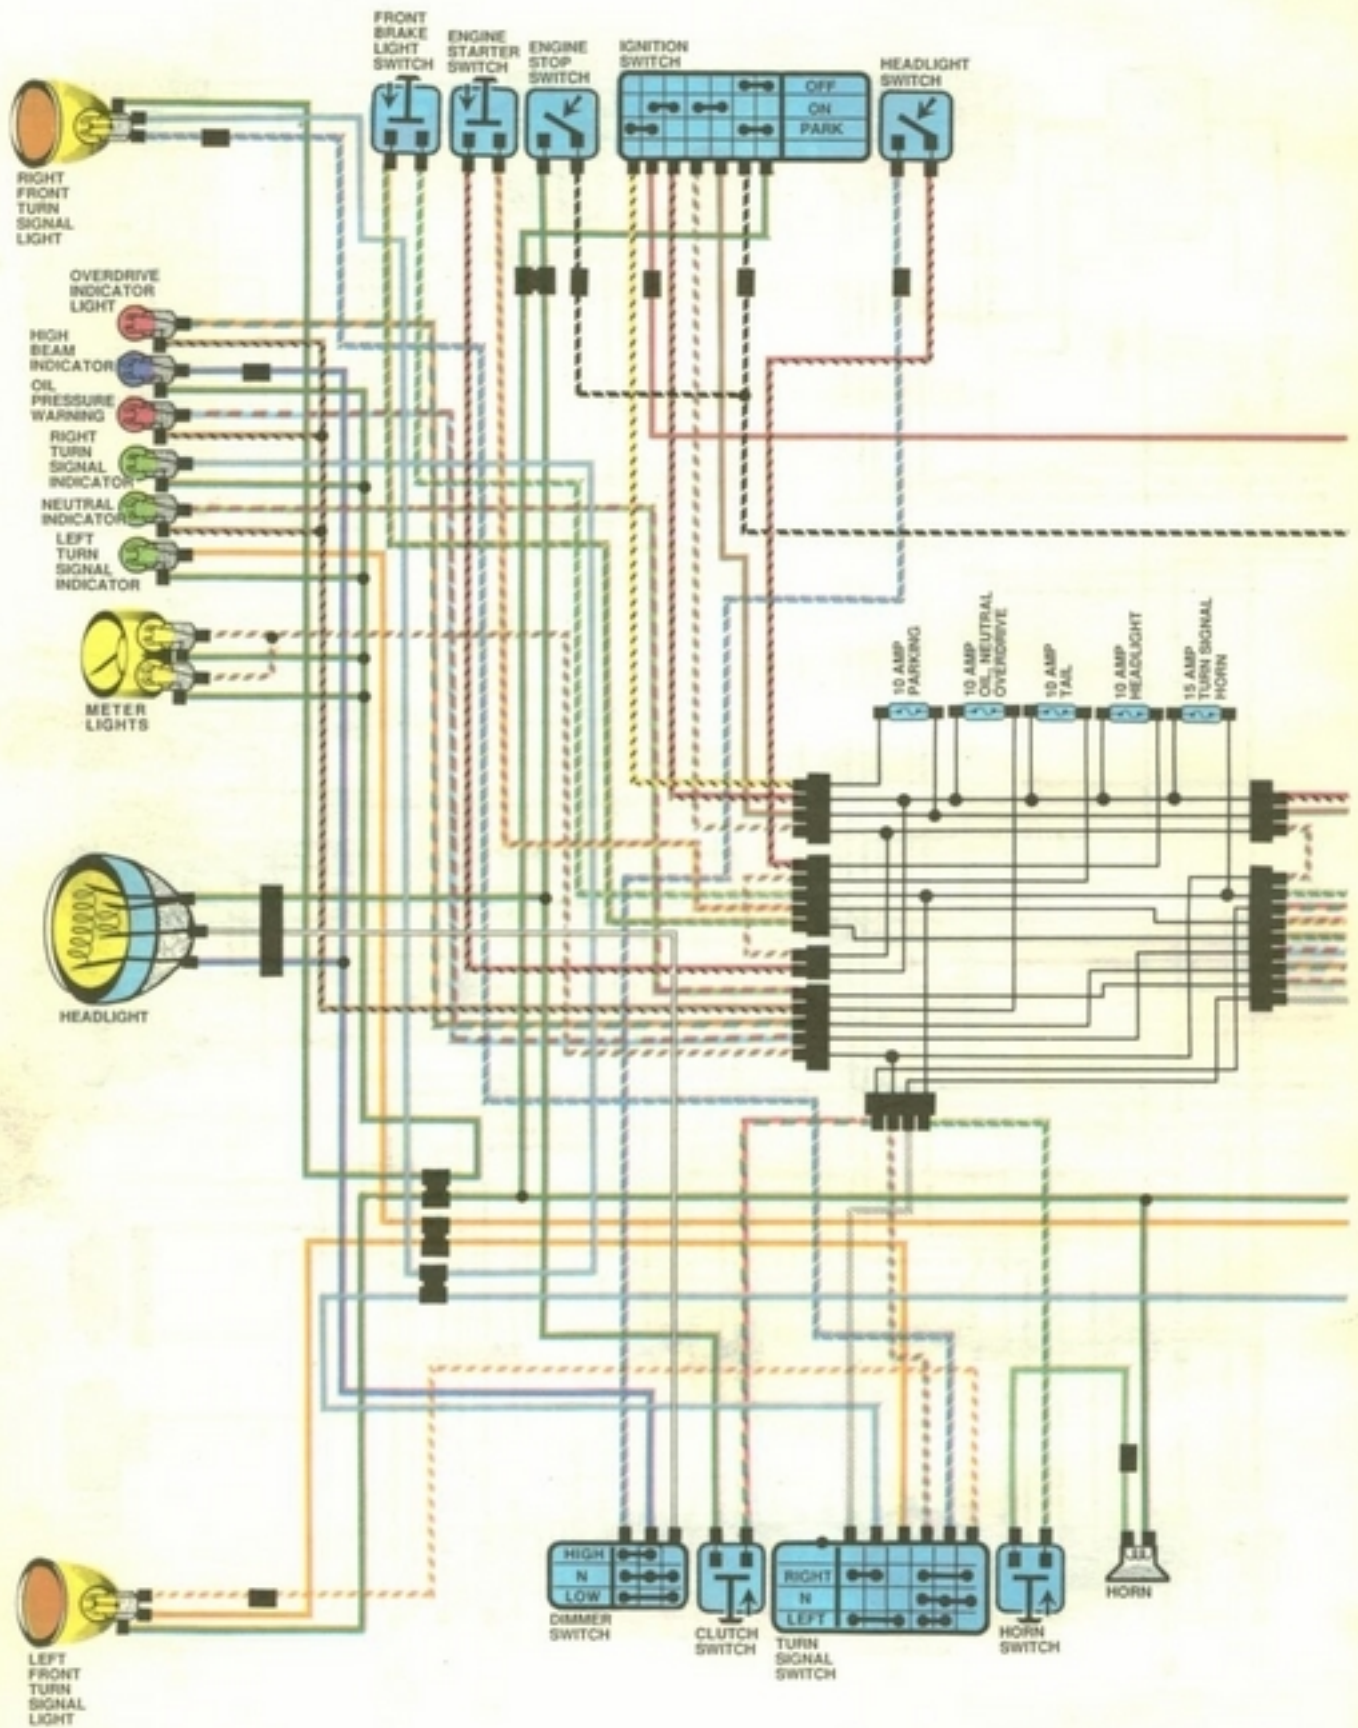 FRONT
BRAKE
LIGHT
SWITCH
ENGINE
STARTER
SWITCH
ENGINE
STOP
SWITCH
IGNITION
SWITCH
OFF
ON
PARK
HEADLIGHT
SWITCH
RIGHT
FRONT
TURN
SIGNAL
LIGHT
OVERDRIVE
INDICATOR
LIGHT
HIGH
BEAM
INDICATOR
OIL
PRESSURE
WARNING
RIGHT
TURN
SIGNAL
INDICATOR
NEUTRAL
INDICATOR
LEFT
TURN
SIGNAL
INDICATOR
METER
LIGHTS
10 AMP
PARKING
10 AMP
OIL, NEUTRAL
OVERDRIVE
10 AMP
TAIL
10 AMP
HEADLIGHT
15 AMP
TURN SIGNAL
HORN
HEADLIGHT
HIGH
N
LOW
DIMMER
SWITCH
CLUTCH
SWITCH
RIGHT
N
LEFT
TURN
SIGNAL
SWITCH
HORN
SWITCH
HORN
LEFT
FRONT
TURN
SIGNAL
LIGHT